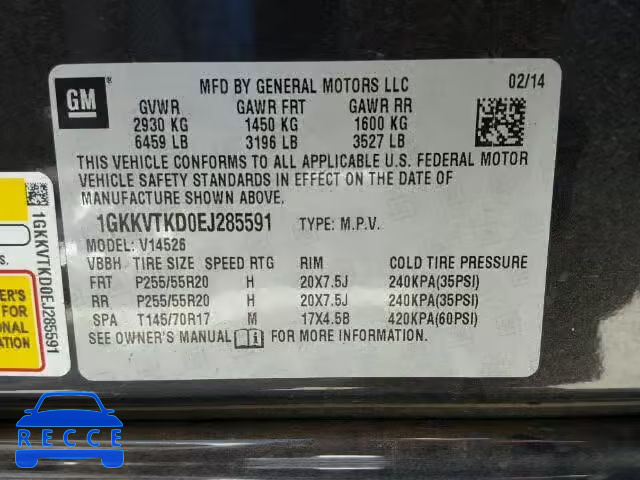 GM
®
MFD BY GENERAL MOTORS LLC
02/14
GVWR GAWR FRT GAWR RR
2930 KG 1450 KG 1600 KG
6459 LB 3196 LB 3527 LB
THIS VEHICLE CONFORMS TO ALL APPLICABLE U.S. FEDERAL MOTOR
VEHICLE SAFETY STANDARDS IN EFFECT ON THE DATE OF
MANUFACTURE SHOWN ABOVE.
1GKKVTKD0EJ285591 TYPE: M.P.V.
MODEL: V14526
VBBH TIRE SIZE SPEED RTG RIM COLD TIRE PRESSURE
FRT P255/55R20 H 20X7.5J 240KPA(35PSI)
RR P255/55R20 H 20X7.5J 240KPA(35PSI)
SPA T145/70R17 M 17X4.5B 420KPA(60PSI)
SEE OWNER'S MANUAL FOR MORE INFORMATION.
1GKKVTKD0EJ285591
ER'S
FOR
ONAL
TION
RECCE